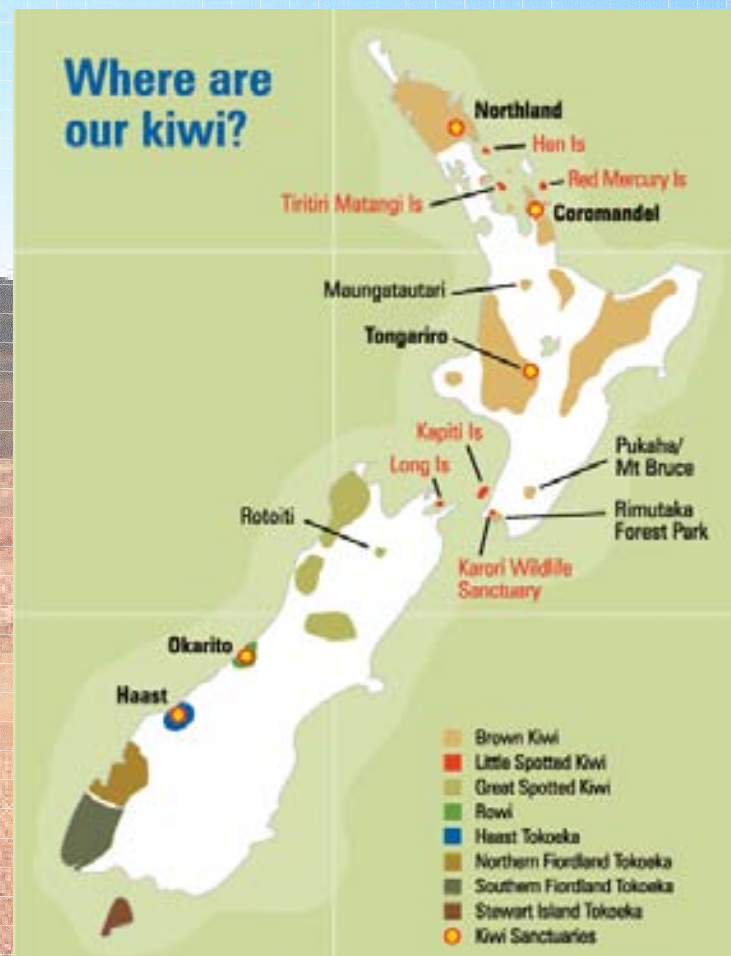 Where are
our kiwi?
Northland
Hen Is
Red Mercury Is
Tiritiri Matangi Is
Coromandel
Maungatautari
Tongariro
Kapiti Is
Long Is
Pukaha/
Mt Bruce
Rotoiti
Rimutaka
Forest Park
Karori Wildlife
Sanctuary
Okarito
Haast
Brown Kiwi
Little Spotted Kiwi
Great Spotted Kiwi
Rowi
Haast Tokoeka
Northern Fiordland Tokoeka
Southern Fiordland Tokoeka
Stewart Island Tokoeka
Kiwi Sanctuaries